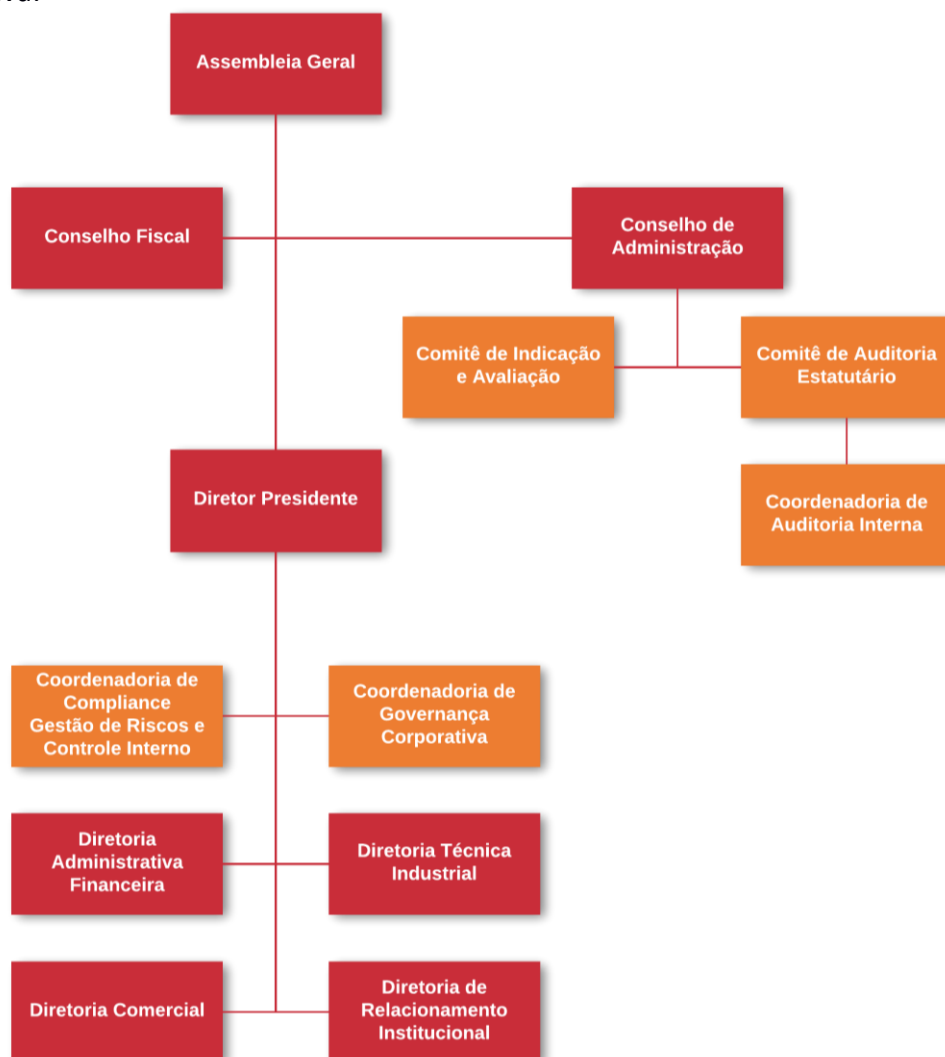 Assembleia Geral
Conselho Fiscal
Conselho de
Administração
Comitê de Indicação
e Avaliação
Comitê de Auditoria
Estatutário
Diretor Presidente
Coordenadoria de
Auditoria Interna
Coordenadoria de
Compliance
Gestão de Riscos e
Controle Interno
Coordenadoria de
Governança
Corporativa
Diretoria
Administrativa
Financeira
Diretoria Técnica
Industrial
Diretoria Comercial
Diretoria de
Relacionamento
Institucional